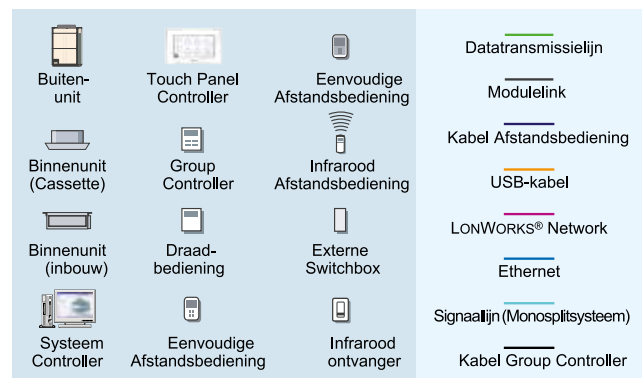 Buiten-
unit
Touch Panel
Controller
Eenvoudige
Afstandsbediening
Binnenunit
(Cassette)
Group
Controller
Infrarood
Afstandsbediening
Binnenunit
(inbouw)
Draad-
bediening
Externe
Switchbox
Systeem
Controller
Eenvoudige
Afstandsbediening
Infrarood
ontvanger
Datatransmissielijn
Modulelink
Kabel Afstandsbediening
USB-kabel
LONWORKS® Network
Ethernet
Signaallijn (Monosplitsysteem)
Kabel Group Controller